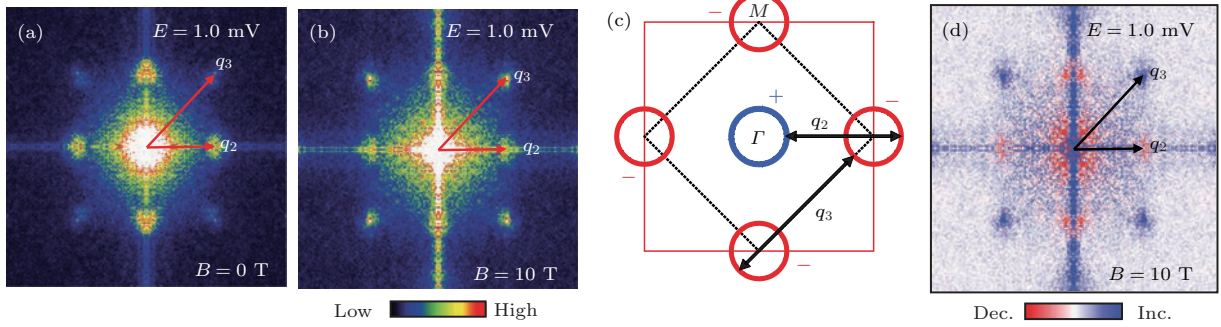 (a)
E = 1.0 mV
q3
q2
B = 0 T
(b)
E = 1.0 mV
q3
q2
B = 10 T
Low
High
(c)
− M
+
−
Γ
q2
−
q3
−
(d)
E = 1.0 mV
q3
q2
B = 10 T
Dec.
Inc.